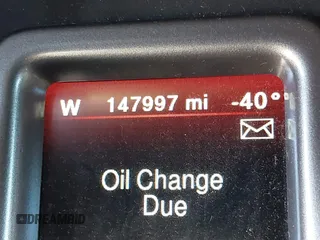 W 147997 mi -40°
Oil Change
Due
DREAMBID